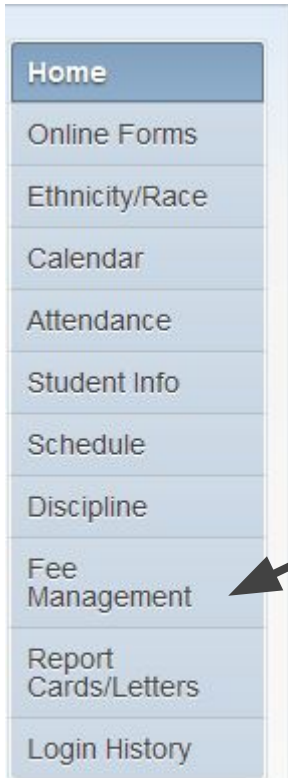 Home
Online Forms
Ethnicity/Race
Calendar
Attendance
Student Info
Schedule
Discipline
Fee
Management
Report
Cards/Letters
Login History